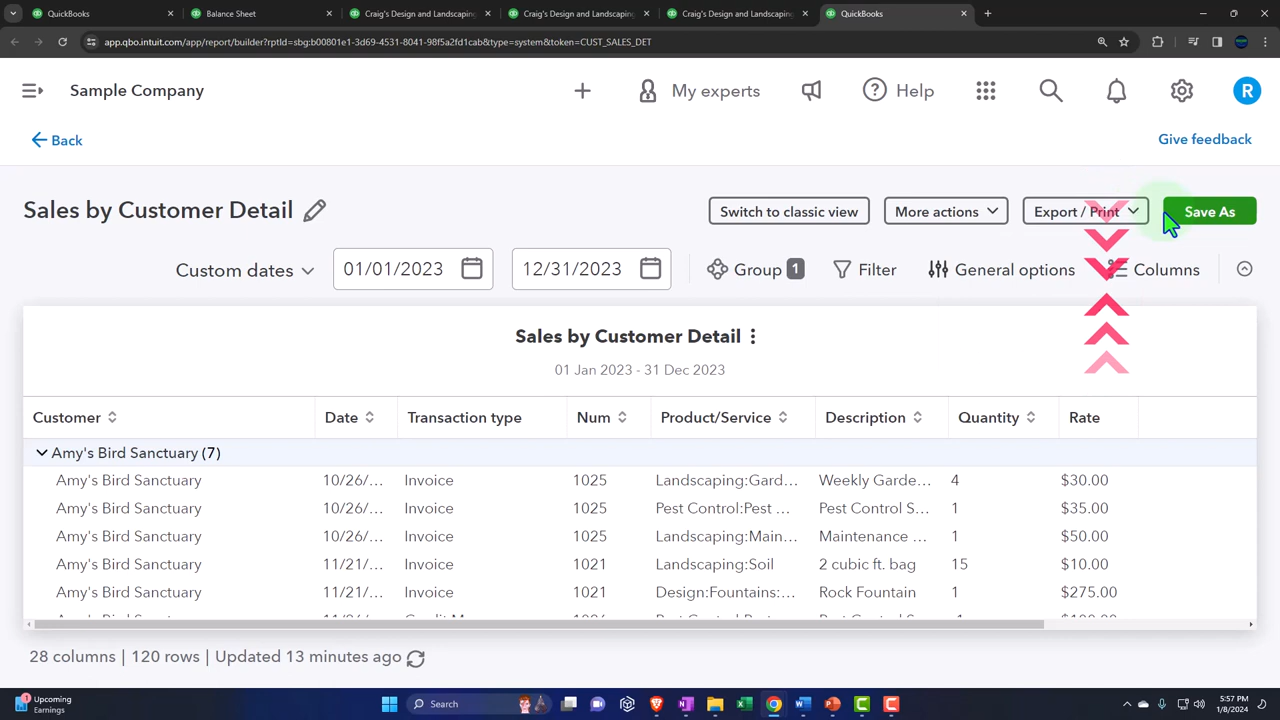 QuickBooks
Balance Sheet
Craig's Design and Landscaping
Craig's Design and Landscaping
Craig's Design and Landscaping
QuickBooks
app.qbo.intuit.com/app/report/builder?rptId=sbg:b00801e1-3d69-4531-8041-98f5a2fd1cab&type=system&token=CUST_SALES_DET
Sample Company
My experts
Help
R
Back
Give feedback
Sales by Customer Detail
Switch to classic view
More actions
Export / Print
Save As
Custom dates
01/01/2023
12/31/2023
Group 1
Filter
General options
Columns
Sales by Customer Detail
01 Jan 2023 - 31 Dec 2023
Customer Date Transaction type Num Product/Service Description Quantity Rate
Amy's Bird Sanctuary (7)
Amy's Bird Sanctuary 10/26/... Invoice 1025 Landscaping:Gard... Weekly Garde... 4 $30.00
Amy's Bird Sanctuary 10/26/... Invoice 1025 Pest Control:Pest ... Pest Control S... 1 $35.00
Amy's Bird Sanctuary 10/26/... Invoice 1025 Landscaping:Main... Maintenance ... 1 $50.00
Amy's Bird Sanctuary 11/21/... Invoice 1021 Landscaping:Soil 2 cubic ft. bag 15 $10.00
Amy's Bird Sanctuary 11/21/... Invoice 1021 Design:Fountains:... Rock Fountain 1 $275.00
28 columns | 120 rows | Updated 13 minutes ago
1
Upcoming
Earnings
Search
5:57 PM
1/8/2024